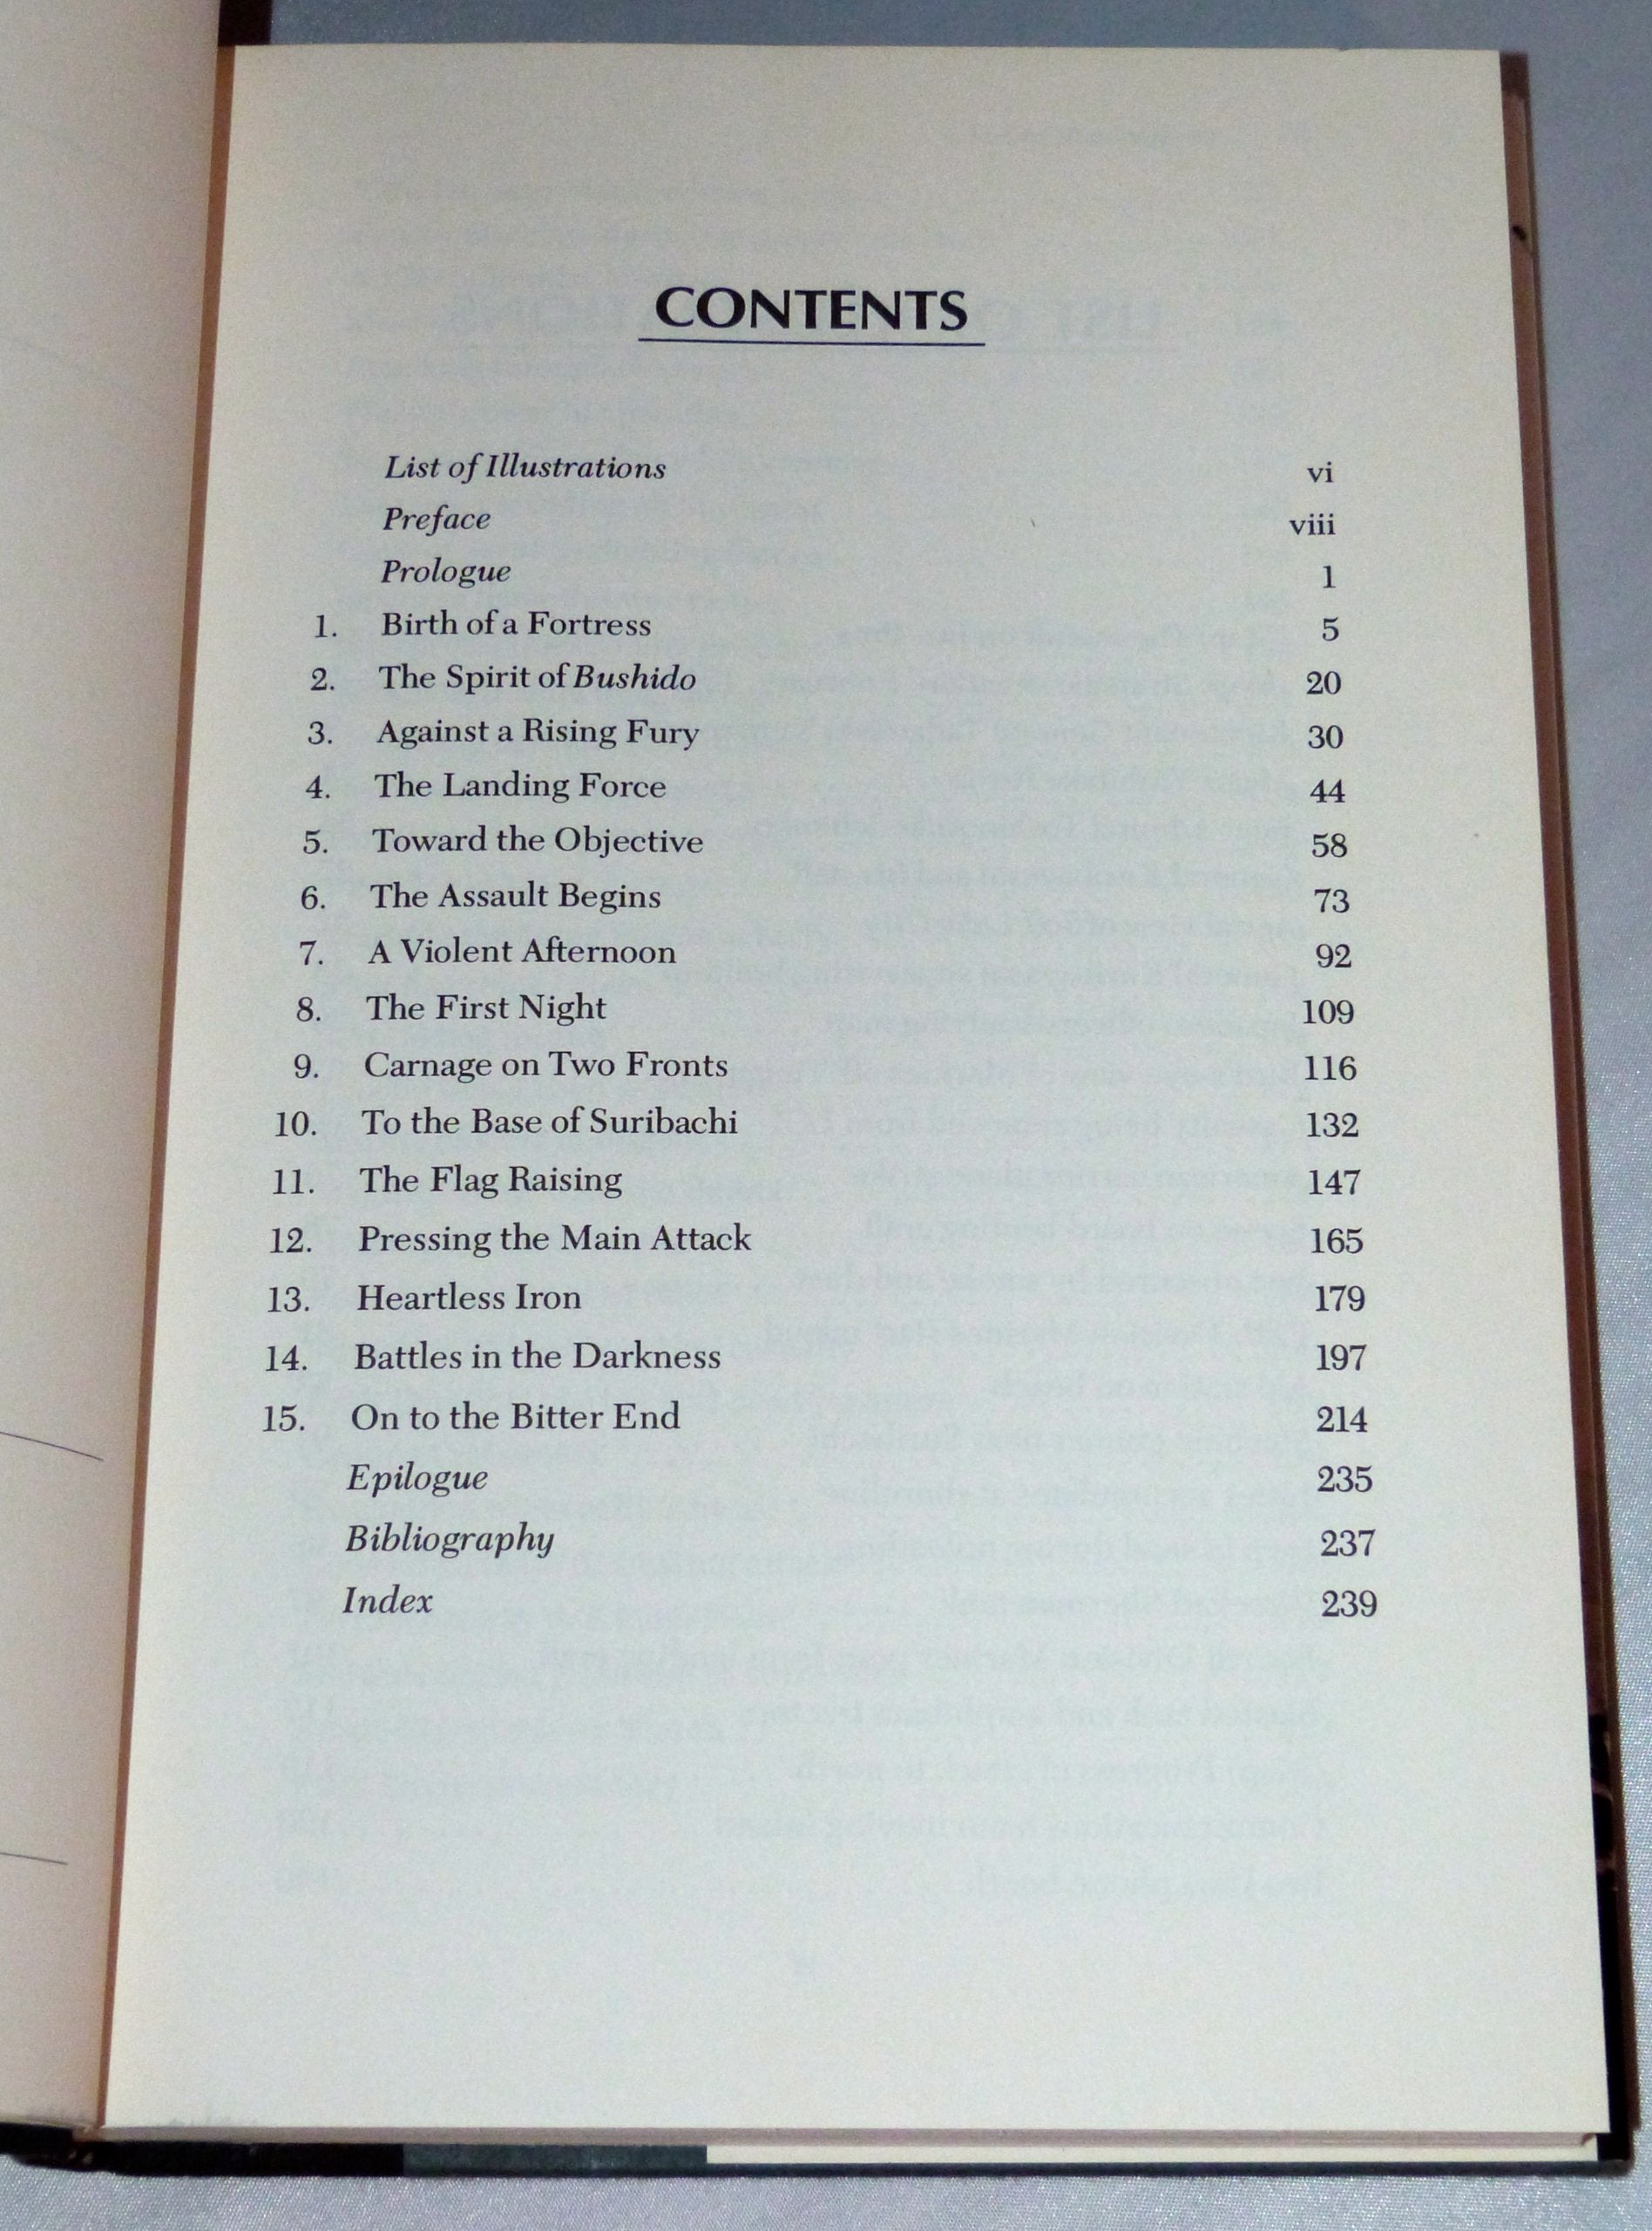 CONTENTS
List of Illustrations vi
Preface viii
Prologue 1
1. Birth of a Fortress 5
2. The Spirit of Bushido 20
3. Against a Rising Fury 30
4. The Landing Force 44
5. Toward the Objective 58
6. The Assault Begins 73
7. A Violent Afternoon 92
8. The First Night 109
9. Carnage on Two Fronts 116
10. To the Base of Suribachi 132
11. The Flag Raising 147
12. Pressing the Main Attack 165
13. Heartless Iron 179
14. Battles in the Darkness 197
15. On to the Bitter End 214
Epilogue 235
Bibliography 237
Index 239